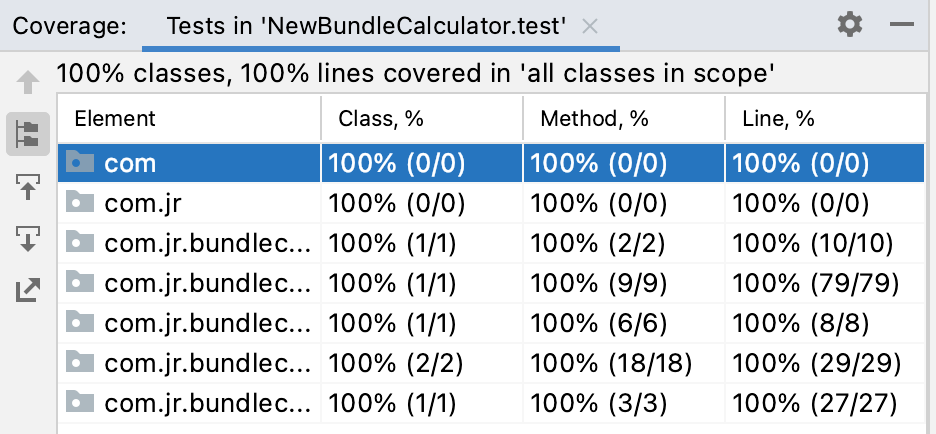 Coverage: Tests in 'NewBundleCalculator.test'
100% classes, 100% lines covered in 'all classes in scope'
Element Class, % Method, % Line, %
com 100% (0/0) 100% (0/0) 100% (0/0)
com.jr 100% (0/0) 100% (0/0) 100% (0/0)
com.jr.bundlec... 100% (1/1) 100% (2/2) 100% (10/10)
com.jr.bundlec... 100% (1/1) 100% (9/9) 100% (79/79)
com.jr.bundlec... 100% (1/1) 100% (6/6) 100% (8/8)
com.jr.bundlec... 100% (2/2) 100% (18/18) 100% (29/29)
com.jr.bundlec... 100% (1/1) 100% (3/3) 100% (27/27)